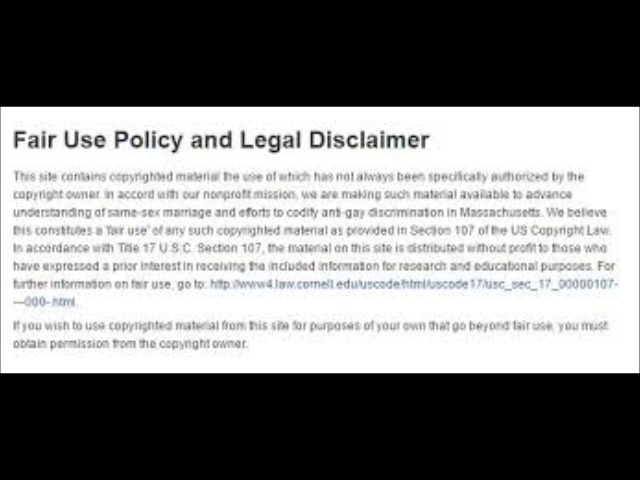 Fair Use Policy and Legal Disclaimer
This site contains copyrighted material the use of which has not always been specifically authorized by the
copyright owner. In accord with our nonprofit mission, we are making such material available to advance
understanding of same-sex marriage and efforts to codify anti-gay discrimination in Massachusetts. We believe
this constitutes a 'fair use' of any such copyrighted material as provided in Section 107 of the US Copyright Law.
In accordance with Title 17 U.S.C. Section 107, the material on this site is distributed without profit to those who
have expressed a prior interest in receiving the included information for research and educational purposes. For
further information on fair use, go to: http://www4.law.cornell.edu/uscode/html/uscode17/usc_sec_17_00000107-
---000-.html.
If you wish to use copyrighted material from this site for purposes of your own that go beyond fair use, you must
obtain permission from the copyright owner.